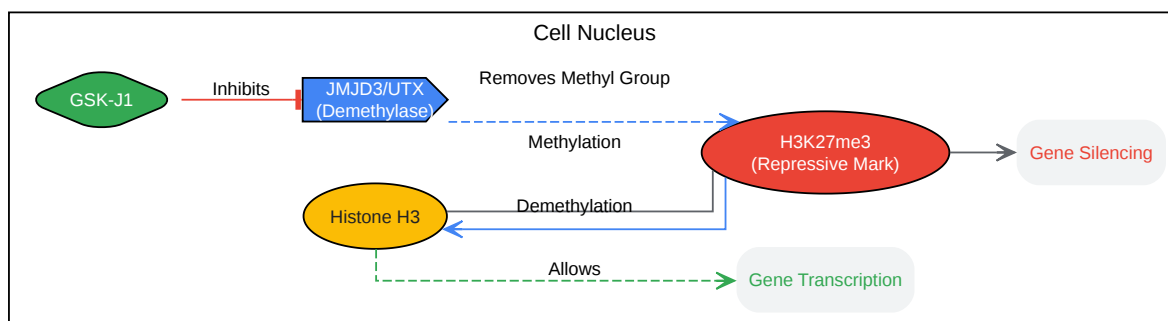 Cell Nucleus
GSK-J1
Inhibits
JMJD3/UTX
(Demethylase)
Removes Methyl Group
Methylation
H3K27me3
(Repressive Mark)
Gene Silencing
Histone H3
Demethylation
Allows
Gene Transcription